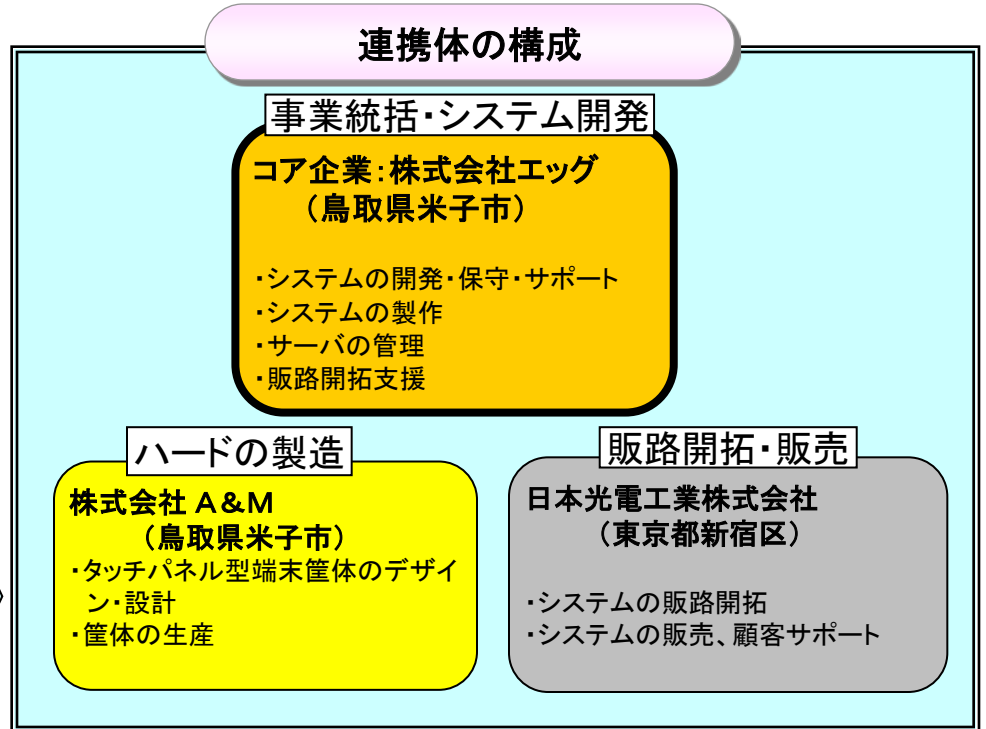 連携体の構成
事業統括・システム開発
コア企業：株式会社エッグ
（鳥取県米子市）
・システムの開発・保守・サポート
・システムの製作
・サーバの管理
・販路開拓支援
ハードの製造
株式会社 A&M
（鳥取県米子市）
・タッチパネル型端末筐体のデザイ
ン・設計
・筐体の生産
販路開拓・販売
日本光電工業株式会社
（東京都新宿区）
・システムの販路開拓
・システムの販売、顧客サポート